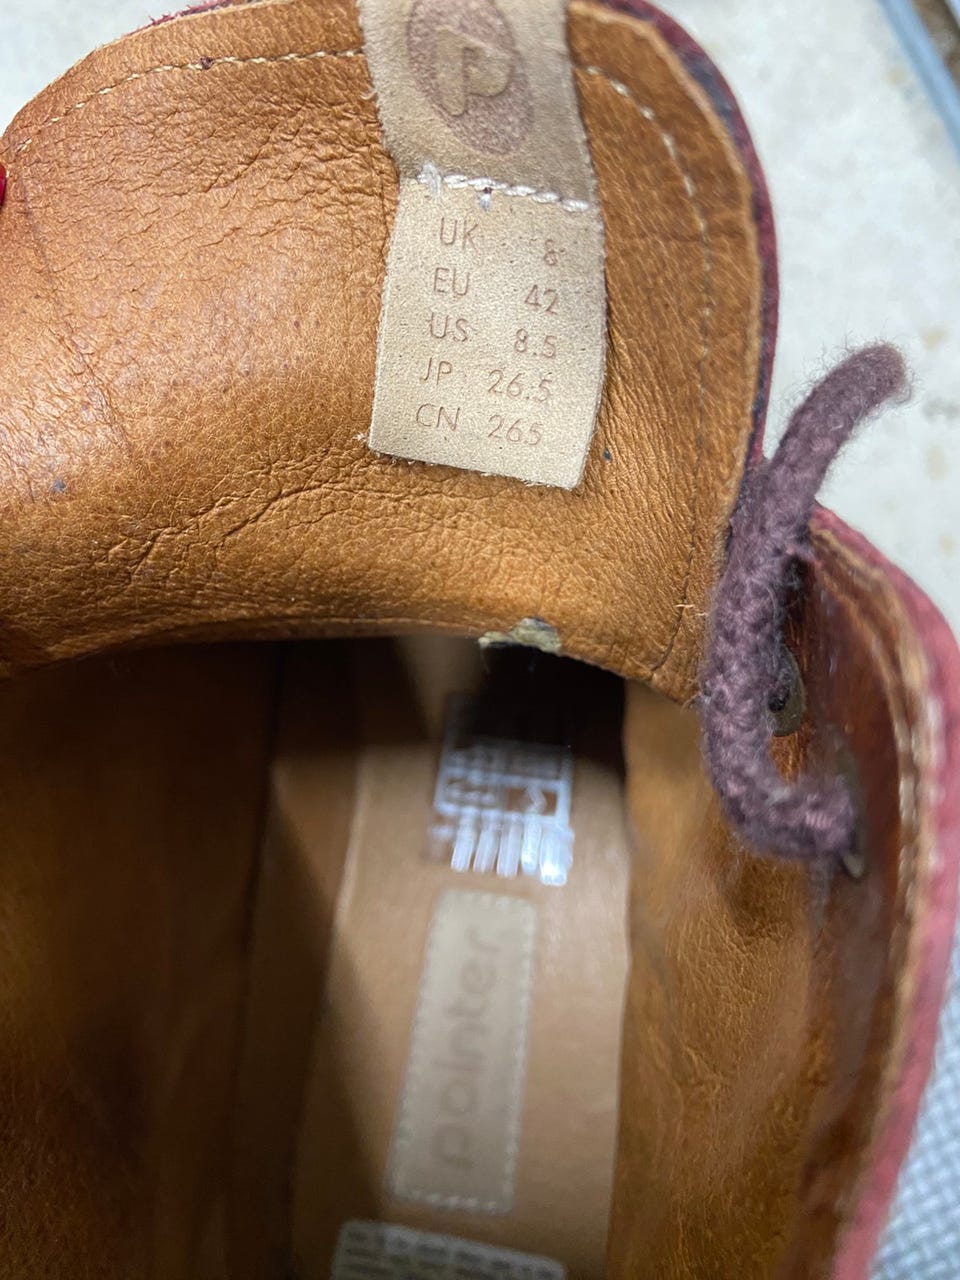 P
UK 8
EU 42
US 8.5
JP 26.5
CN 265
pointer